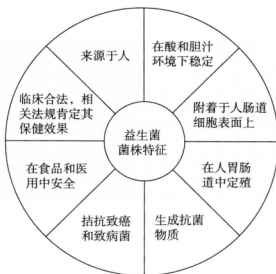 来源于人
在酸和胆汁
环境下稳定
附着于人肠道
细胞表面上
在人胃肠
道中定殖
生成抗菌
物质
拮抗致癌
和致病菌
在食品和医
用中安全
临床合法，相
关法规肯定其
保健效果
益生菌
菌株特征